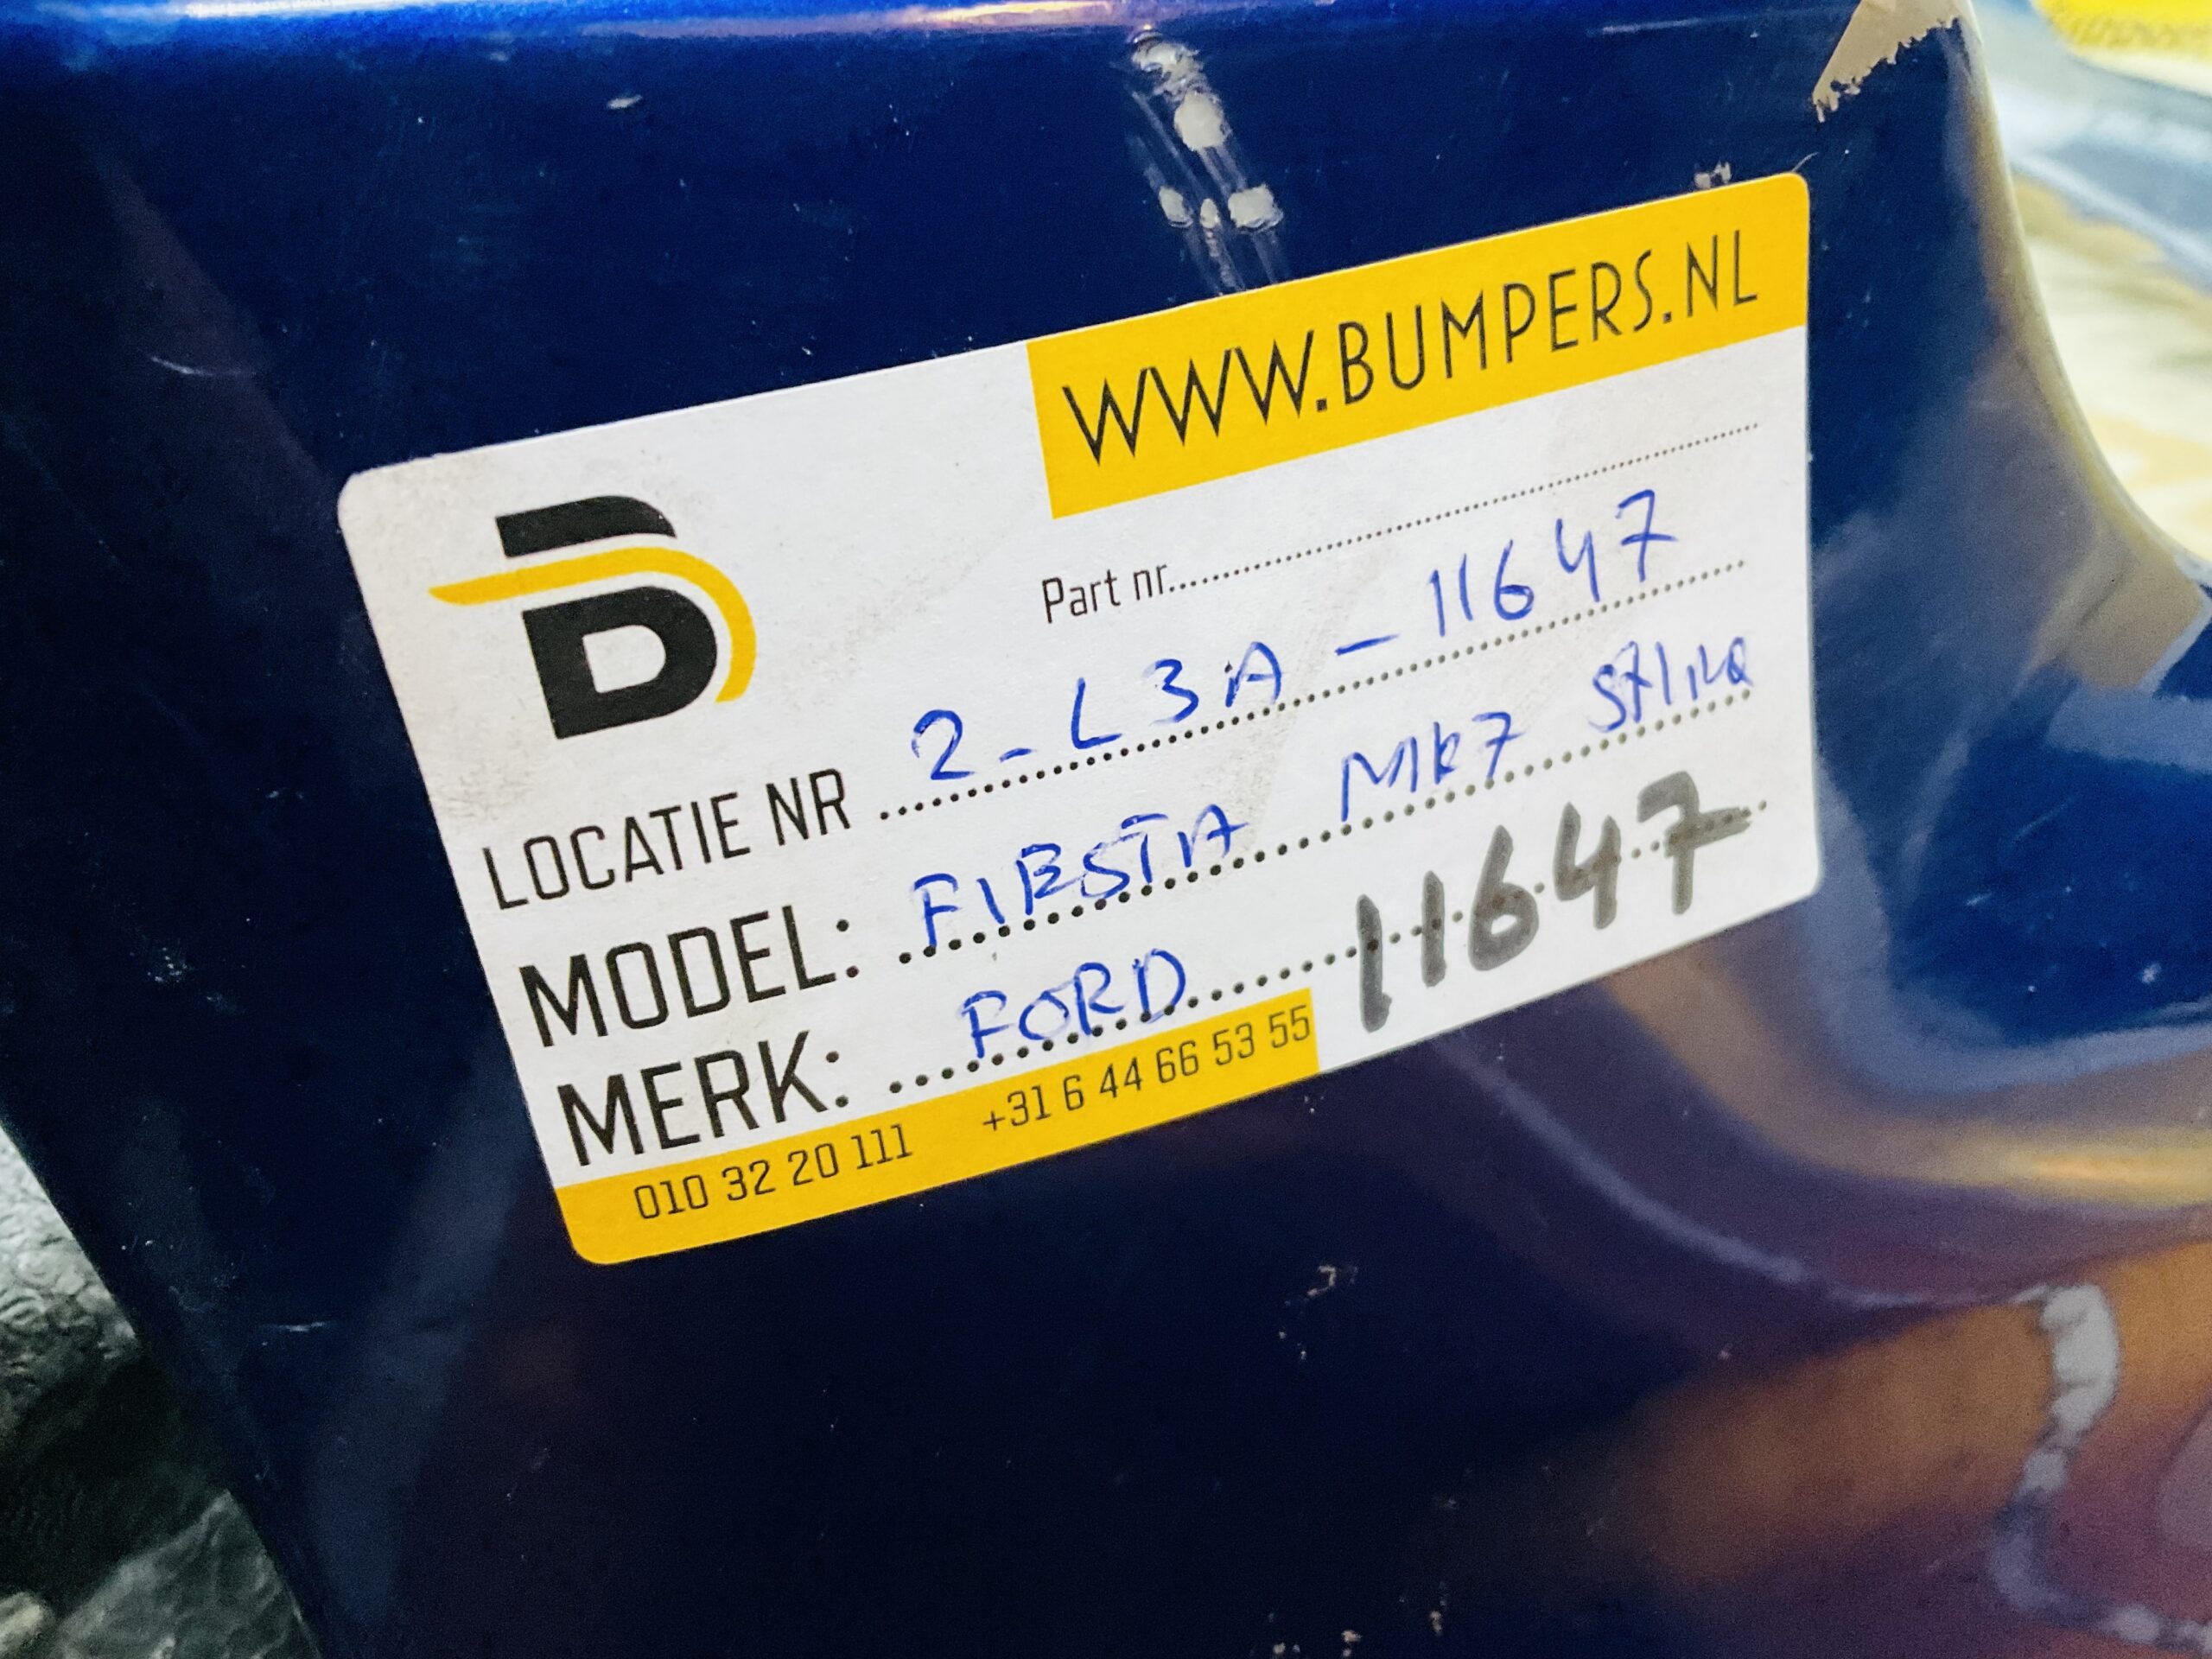 WWW.BUMPERS.NL
B
Part nr.
LOCATIE NR 2-L3A-11647
MODEL: FIESTA MK7 STLINE
MERK: FORD 11647
010 32 20 111 +31 6 44 66 53 55